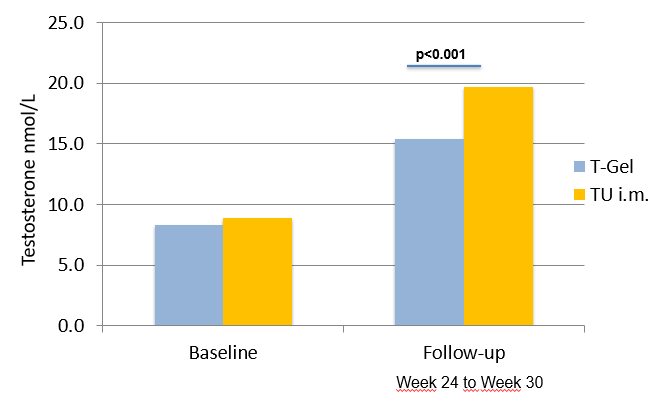 25.0
p<0.001
20.0
15.0
10.0
5.0
0.0
Testosterone nmol/L
T-Gel
TU i.m.
Baseline
Follow-up
Week 24 to Week 30